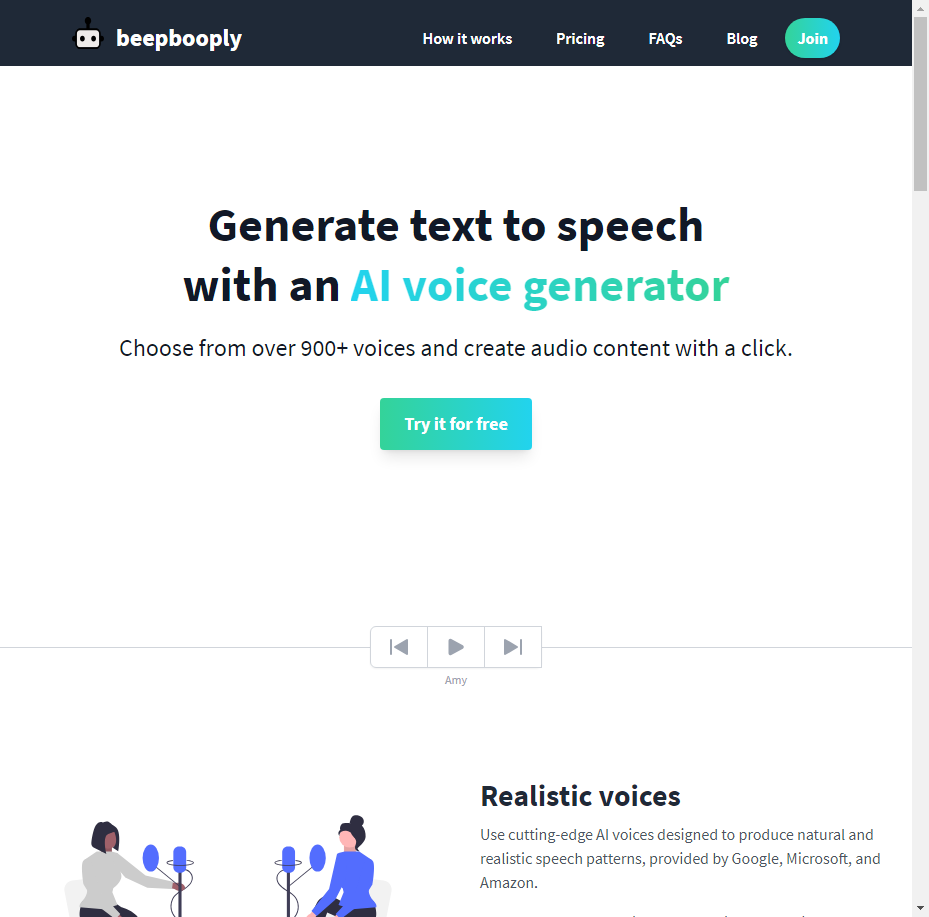 beepbooply
How it works
Pricing
FAQs
Blog
Join
Generate text to speech
with an AI voice generator
Choose from over 900+ voices and create audio content with a click.
Try it for free
Amy
Realistic voices
Use cutting-edge AI voices designed to produce natural and
realistic speech patterns, provided by Google, Microsoft, and
Amazon.